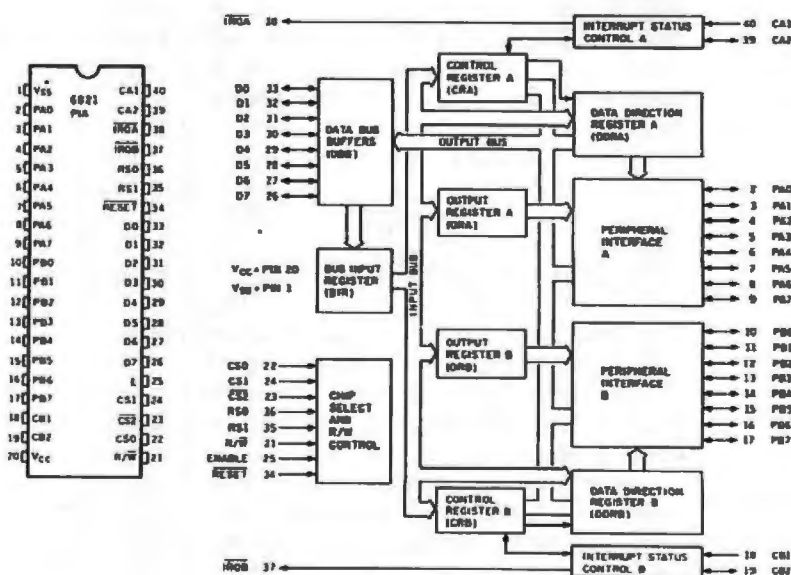 6821
PIA
1 VSS
2 PA0
3 PA1
4 PA2
5 PA3
6 PA4
7 PA5
8 PA6
9 PA7
10 PB0
11 PB1
12 PB2
13 PB3
14 PB4
15 PB5
16 PB6
17 PB7
18 CB1
19 CB2
20 VCC
CA1 40
CA2 39
IRQA 38
IRQB 37
RS0 36
RS1 35
RESET 34
D0 33
D1 32
D2 31
D3 30
D4 29
D5 28
D6 27
D7 26
E 25
CS1 24
CS2 23
CS0 22
R/W 21
IRQA 38
INTERRUPT STATUS
CONTROL A
40 CA1
39 CA2
CONTROL
REGISTER A
(CRA)
D0 33
D1 32
D2 31
D3 30
D4 29
D5 28
D6 27
D7 26
DATA BUS
BUFFERS
(DBB)
OUTPUT BUS
DATA DIRECTION
REGISTER A
(DDRA)
OUTPUT
REGISTER A
(ORA)
PERIPHERAL
INTERFACE
A
2 PA0
3 PA1
4 PA2
5 PA3
6 PA4
7 PA5
8 PA6
9 PA7
VCC = PIN 20
VSS = PIN 1
BUS INPUT
REGISTER
(BIR)
INPUT BUS
OUTPUT
REGISTER B
(ORB)
PERIPHERAL
INTERFACE
B
10 PB0
11 PB1
12 PB2
13 PB3
14 PB4
15 PB5
16 PB6
17 PB7
CS0 22
CS1 24
CS2 23
RS0 36
RS1 35
R/W 21
ENABLE 25
RESET 34
CHIP
SELECT
AND
R/W
CONTROL
CONTROL
REGISTER B
(CRB)
DATA DIRECTION
REGISTER B
(DDRB)
IRQB 37
INTERRUPT STATUS
CONTROL B
18 CB1
19 CB2